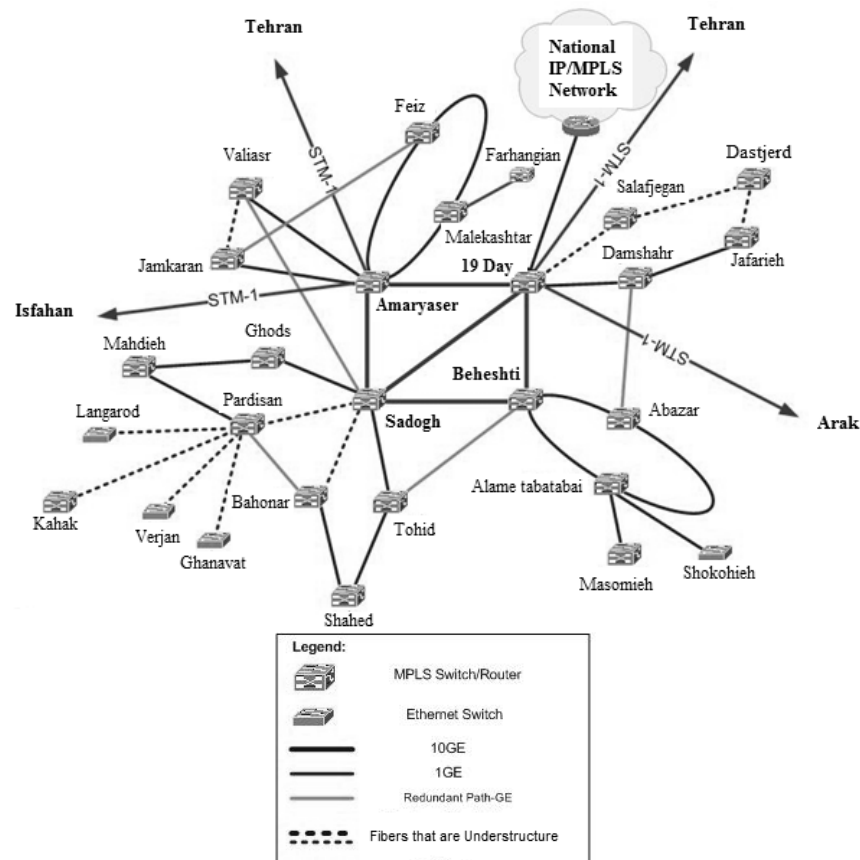 Tehran
Tehran
National
IP/MPLS
Network
Feiz
Valiasr
STM-1
Farhangian
STM-1
Dastjerd
Salafjegan
Malekashtar
19 Day
Damshahr
Jafarieh
Jamkaran
Amaryaser
Isfahan
STM-1
STM-1
Ghods
Mahdieh
Beheshti
Pardisan
Langarod
Sadogh
Abazar
Arak
Alame tabatabai
Bahonar
Kahak
Verjan
Tohid
Ghanavat
Masomieh
Shokohieh
Shahed
Legend:
MPLS Switch/Router
Ethernet Switch
10GE
1GE
Redundant Path-GE
Fibers that are Understructure